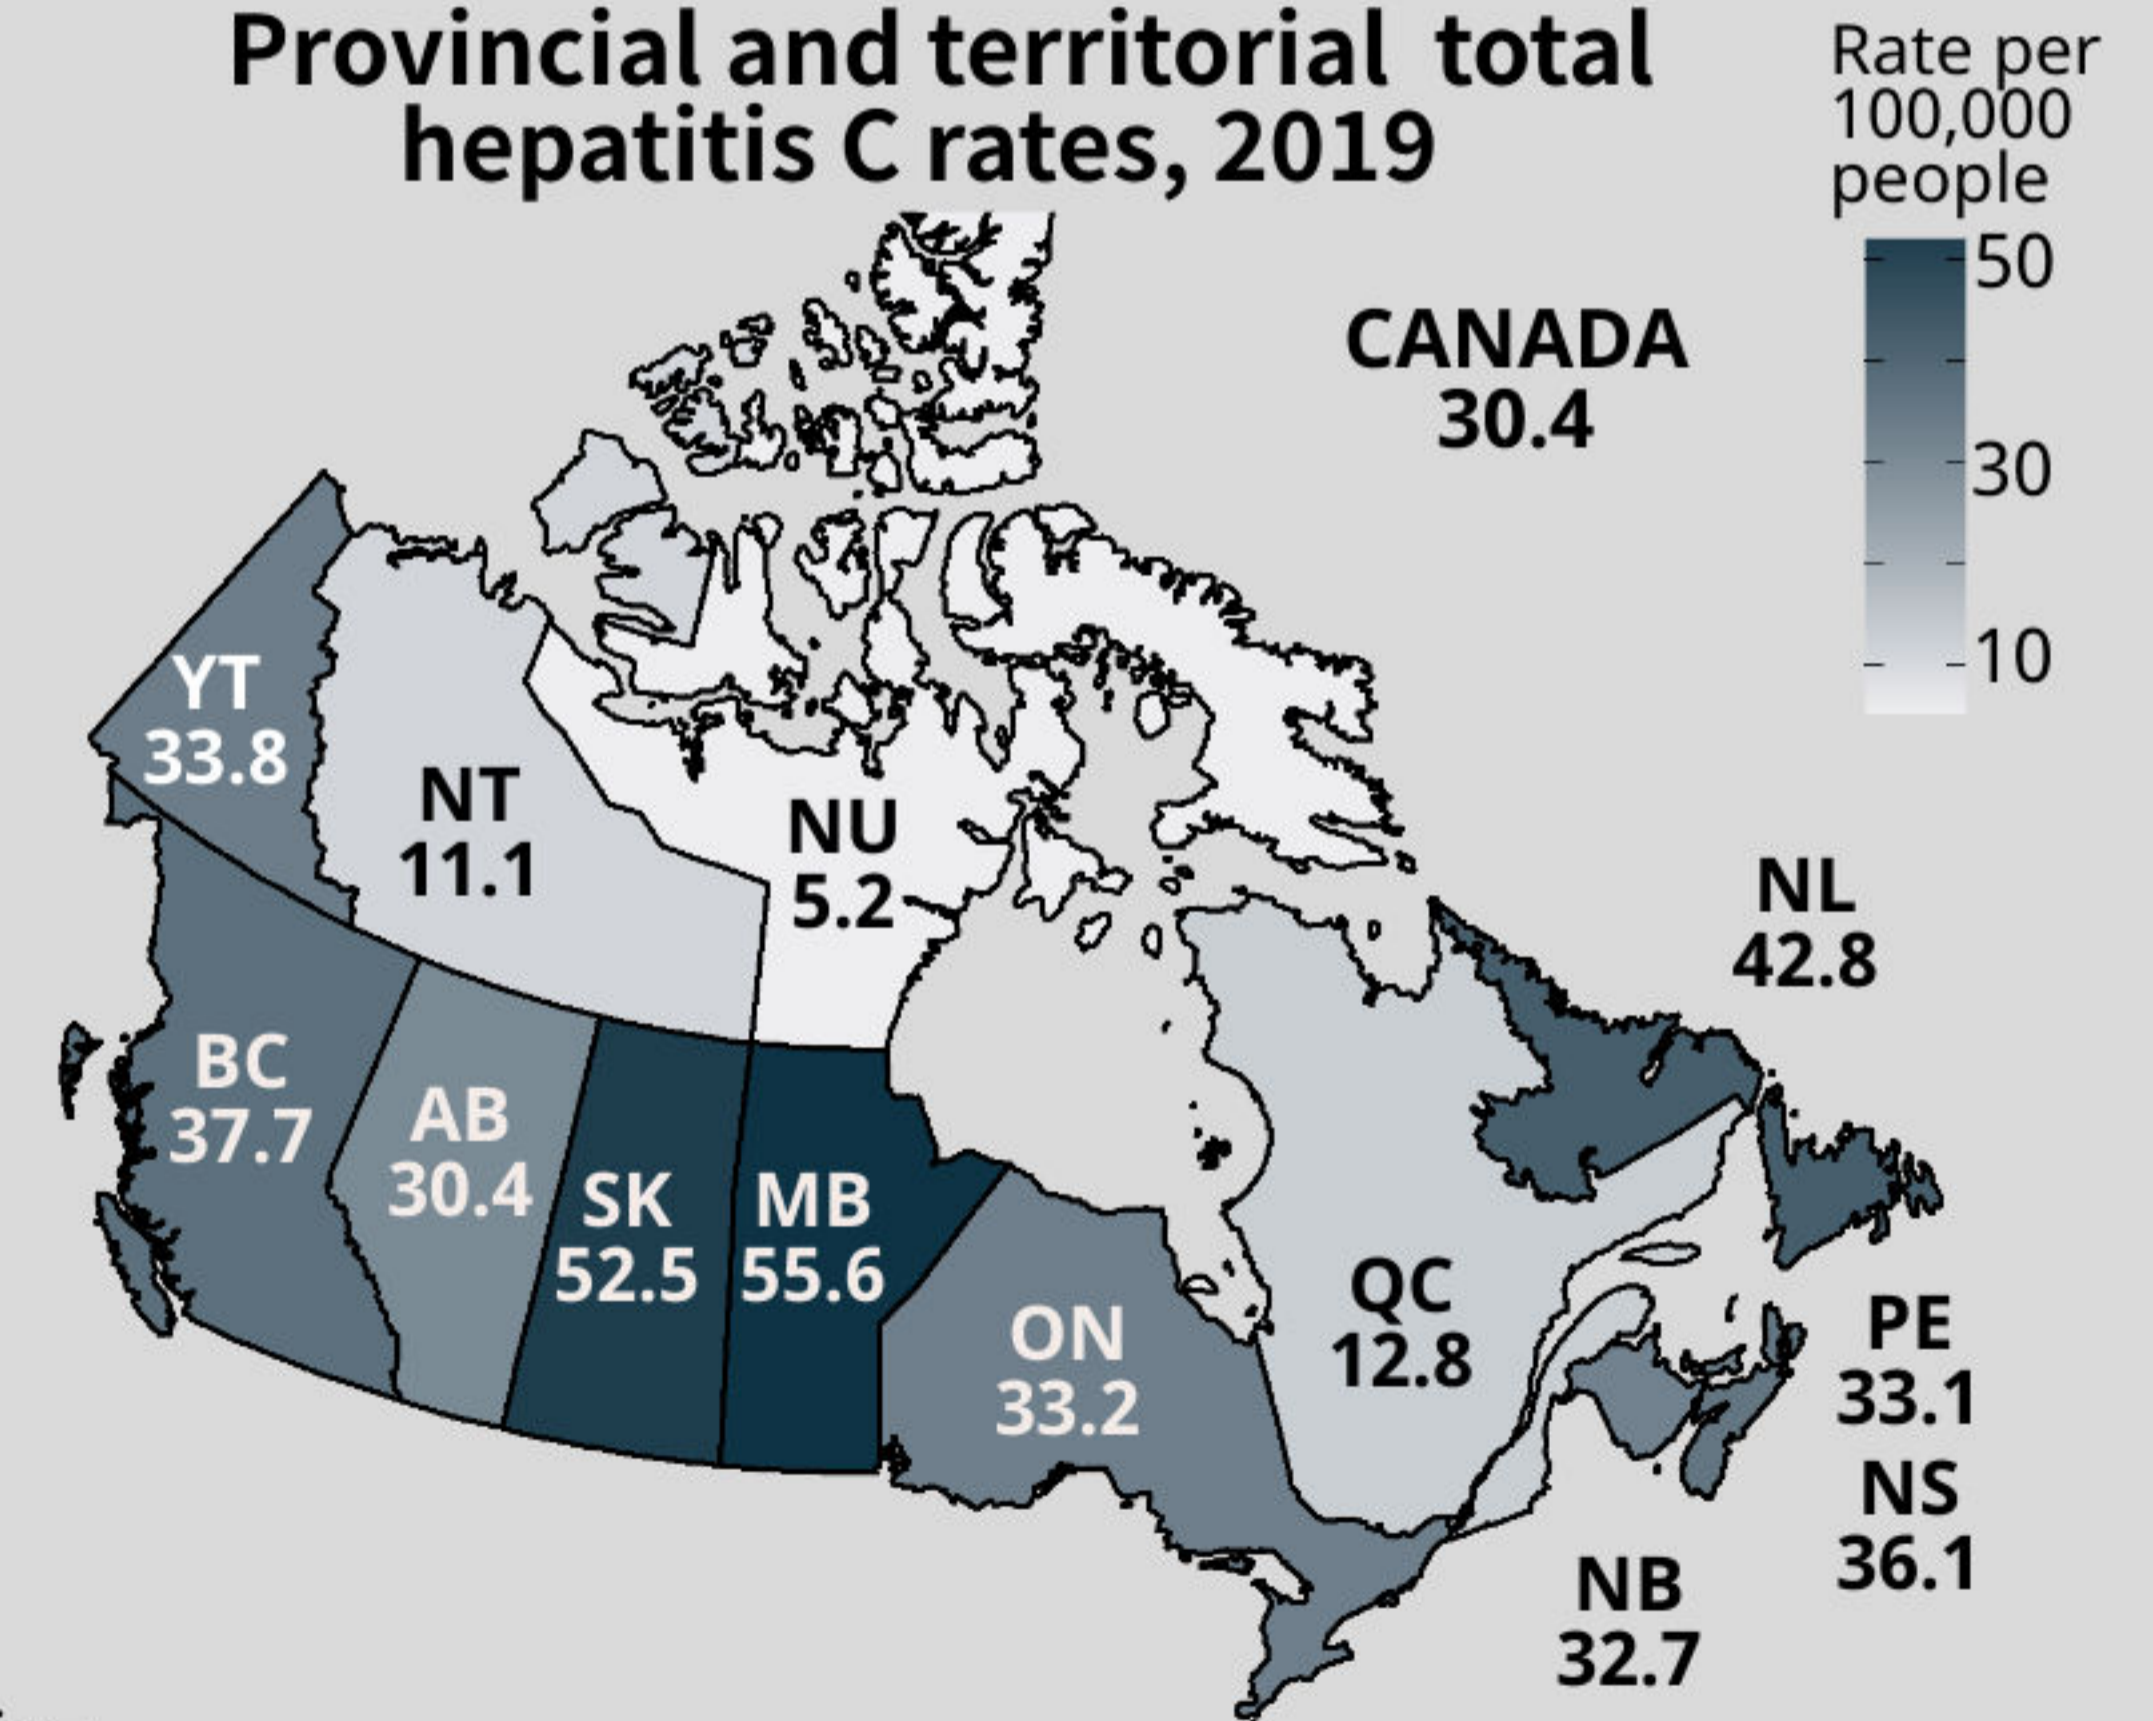 Provincial and territorial total
hepatitis C rates, 2019
Rate per
100,000
people
50
30
10
CANADA
30.4
YT
33.8
NT
11.1
NU
5.2
NL
42.8
BC
37.7
AB
30.4
SK
52.5
MB
55.6
ON
33.2
QC
12.8
PE
33.1
NS
36.1
NB
32.7